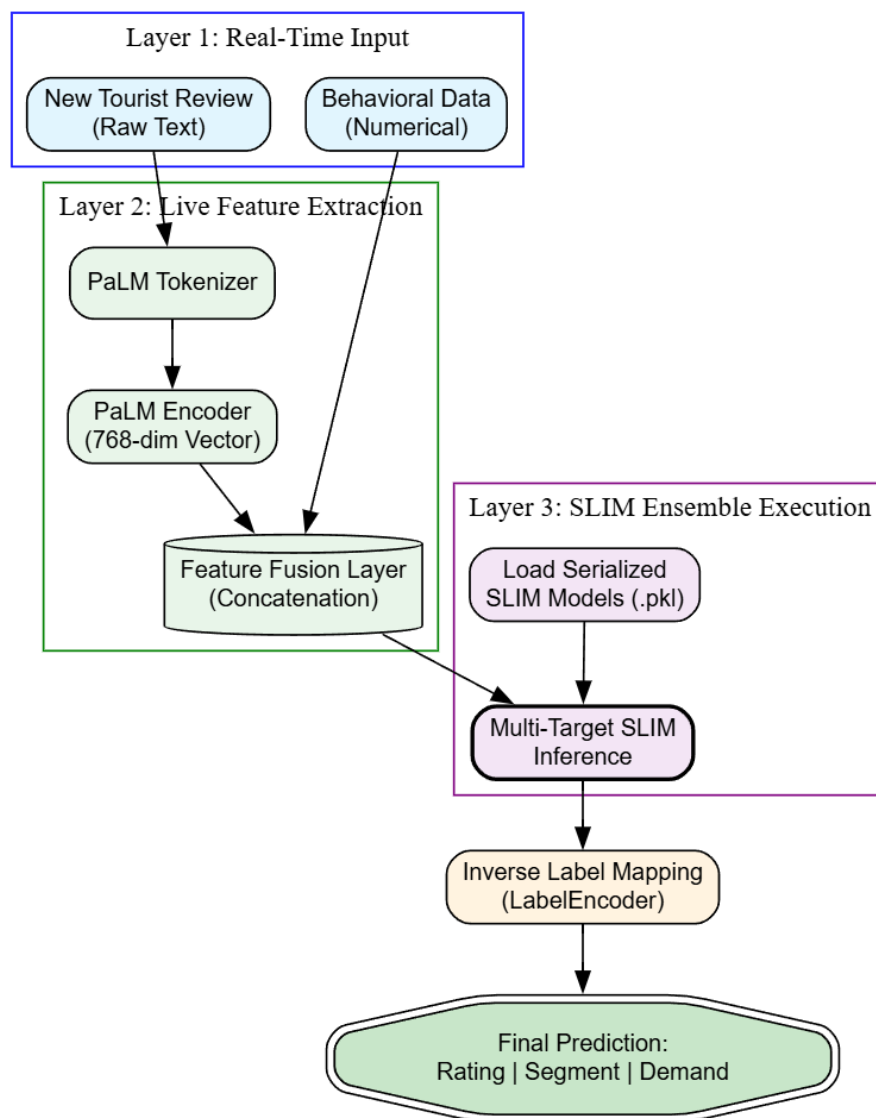 Layer 1: Real-Time Input
New Tourist Review
(Raw Text)
Behavioral Data
(Numerical)
Layer 2: Live Feature Extraction
PaLM Tokenizer
PaLM Encoder
(768-dim Vector)
Feature Fusion Layer
(Concatenation)
Layer 3: SLIM Ensemble Execution
Load Serialized
SLIM Models (.pkl)
Multi-Target SLIM
Inference
Inverse Label Mapping
(LabelEncoder)
Final Prediction:
Rating | Segment | Demand